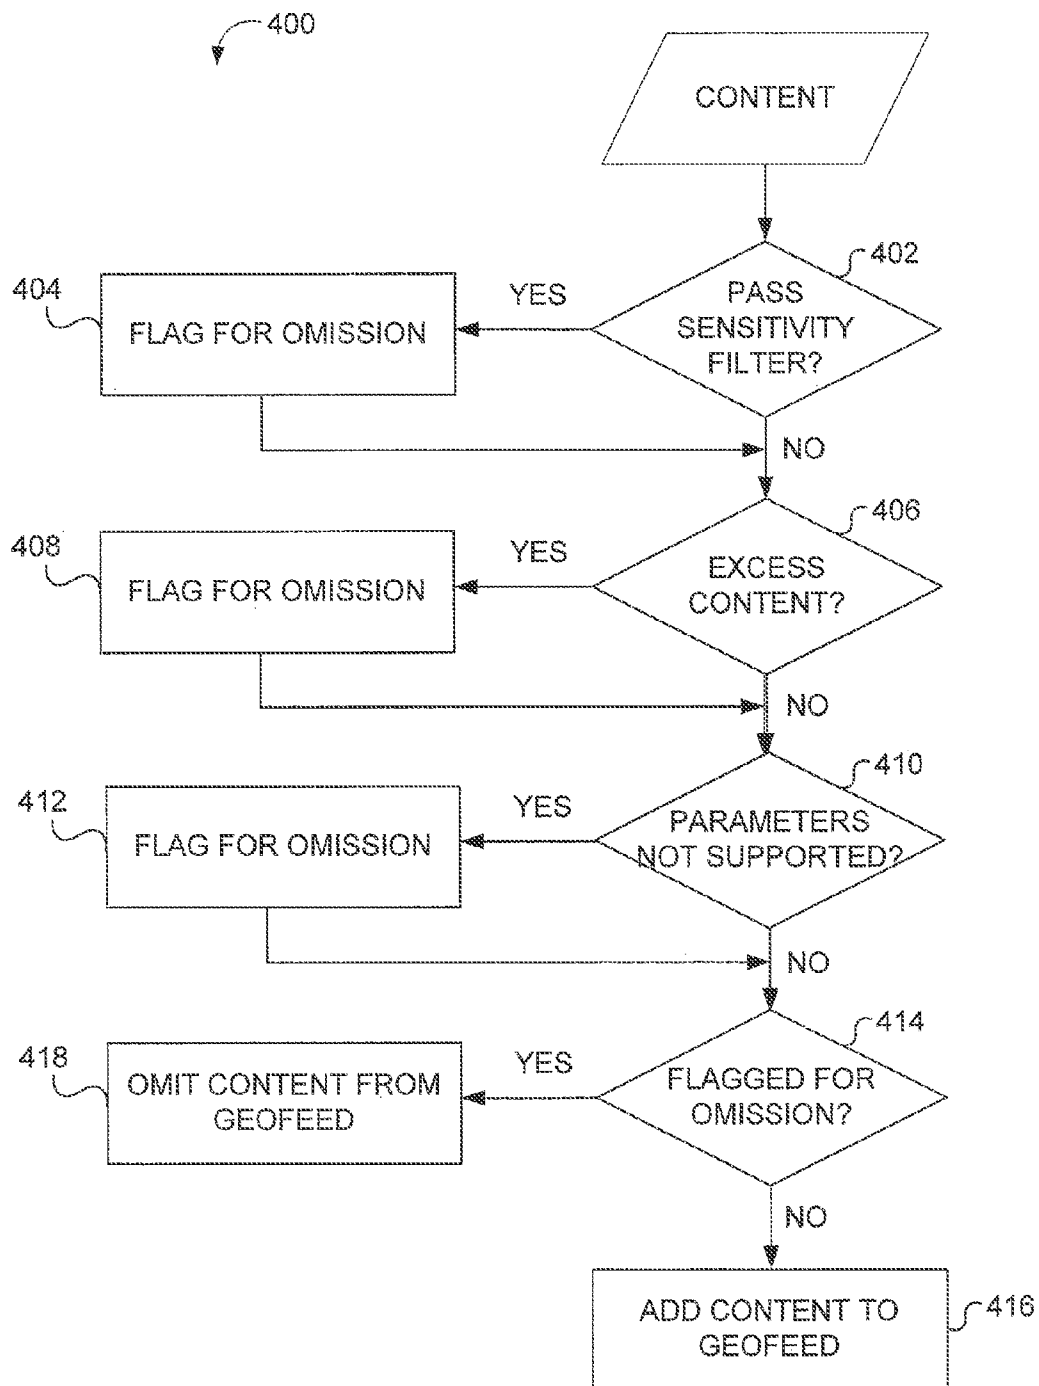 400
CONTENT
402
PASS
SENSITIVITY
FILTER?
YES
404
FLAG FOR OMISSION
NO
406
EXCESS
CONTENT?
YES
408
FLAG FOR OMISSION
NO
410
PARAMETERS
NOT SUPPORTED?
YES
412
FLAG FOR OMISSION
NO
414
FLAGGED FOR
OMISSION?
YES
418
OMIT CONTENT FROM
GEOFEED
NO
ADD CONTENT TO
GEOFEED
416